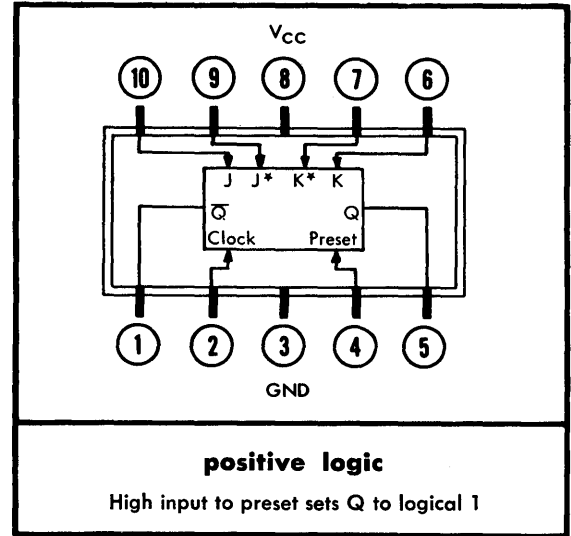 VCC
10 9 8 7 6
J J* K* K
Q̅ Q
Clock Preset
1 2 3 4 5
GND
positive logic
High input to preset sets Q to logical 1